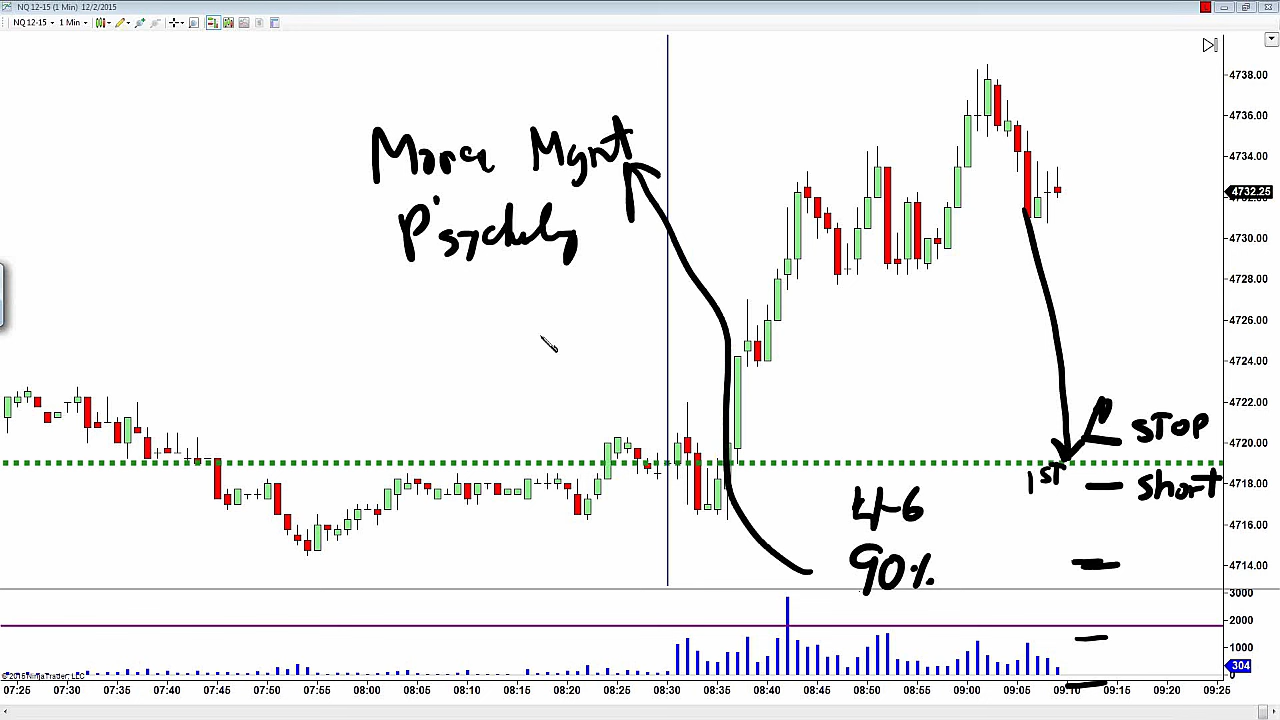 NQ 12-15 (1 Min) 12/2/2015
NQ 12-15 1 Min
Mgmt
4738.00
4736.00
4734.00
4732.25
4730.00
4728.00
4726.00
4724.00
4722.00
4720.00
4718.00
4716.00
4714.00
STOP
1ST
short
4-6
90%
3000
2000
1000
304
0
© 2015 NinjaTrader, LLC
07:25 07:30 07:35 07:40 07:45 07:50 07:55 08:00 08:05 08:10 08:15 08:20 08:25 08:30 08:35 08:40 08:45 08:50 08:55 09:00 09:05 09:10 09:15 09:20 09:25